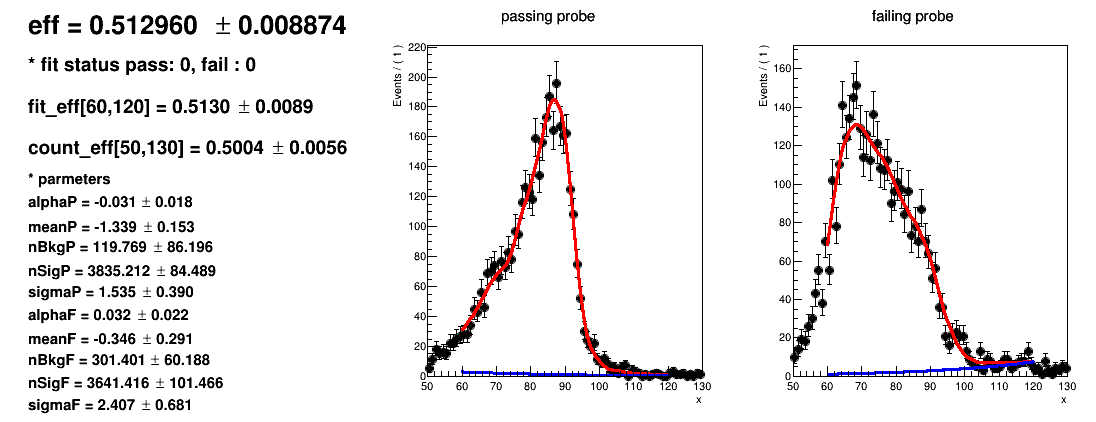 eff = 0.512960 ± 0.008874
* fit status pass: 0, fail : 0
fit_eff[60,120] = 0.5130 ± 0.0089
count_eff[50,130] = 0.5004 ± 0.0056
* parmeters
alphaP = -0.031 ± 0.018
meanP = -1.339 ± 0.153
nBkgP = 119.769 ± 86.196
nSigP = 3835.212 ± 84.489
sigmaP = 1.535 ± 0.390
alphaF = 0.032 ± 0.022
meanF = -0.346 ± 0.291
nBkgF = 301.401 ± 60.188
nSigF = 3641.416 ± 101.466
sigmaF = 2.407 ± 0.681
passing probe
Events / ( 1 )
220
200
180
160
140
120
100
80
60
40
20
0
50 60 70 80 90 100 110 120 130
x
failing probe
Events / ( 1 )
160
140
120
100
80
60
40
20
0
50 60 70 80 90 100 110 120 130
x